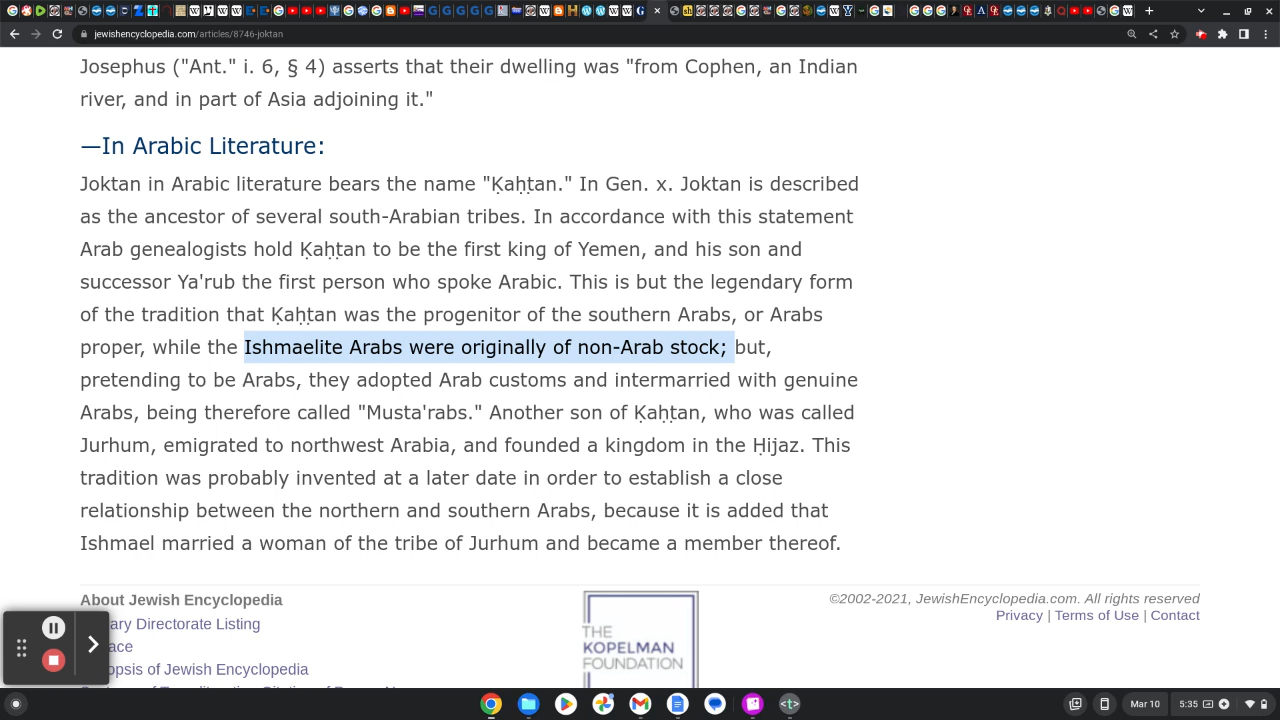 jewishencyclopedia.com/articles/8746-joktan
Josephus ("Ant." i. 6, § 4) asserts that their dwelling was "from Cophen, an Indian
river, and in part of Asia adjoining it."
—In Arabic Literature:
Joktan in Arabic literature bears the name "Ḳaḥṭan." In Gen. x. Joktan is described
as the ancestor of several south-Arabian tribes. In accordance with this statement
Arab genealogists hold Ḳaḥṭan to be the first king of Yemen, and his son and
successor Ya'rub the first person who spoke Arabic. This is but the legendary form
of the tradition that Ḳaḥṭan was the progenitor of the southern Arabs, or Arabs
proper, while the Ishmaelite Arabs were originally of non-Arab stock; but,
pretending to be Arabs, they adopted Arab customs and intermarried with genuine
Arabs, being therefore called "Musta'rabs." Another son of Ḳaḥṭan, who was called
Jurhum, emigrated to northwest Arabia, and founded a kingdom in the Ḥijaz. This
tradition was probably invented at a later date in order to establish a close
relationship between the northern and southern Arabs, because it is added that
Ishmael married a woman of the tribe of Jurhum and became a member thereof.
About Jewish Encyclopedia
ary Directorate Listing
ace
opsis of Jewish Encyclopedia
THE
KOPELMAN
FOUNDATION
©2002-2021, JewishEncyclopedia.com. All rights reserved
Privacy | Terms of Use | Contact
Mar 10
5:35